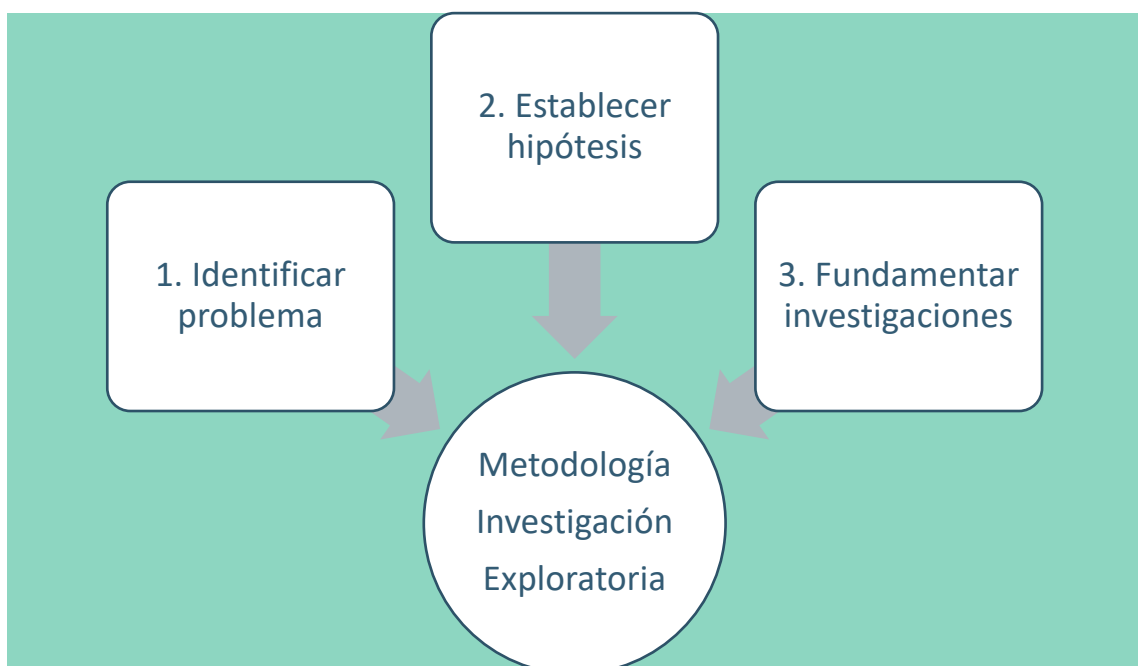 2. Establecer
hipótesis
1. Identificar
problema
3. Fundamentar
investigaciones
Metodología
Investigación
Exploratoria